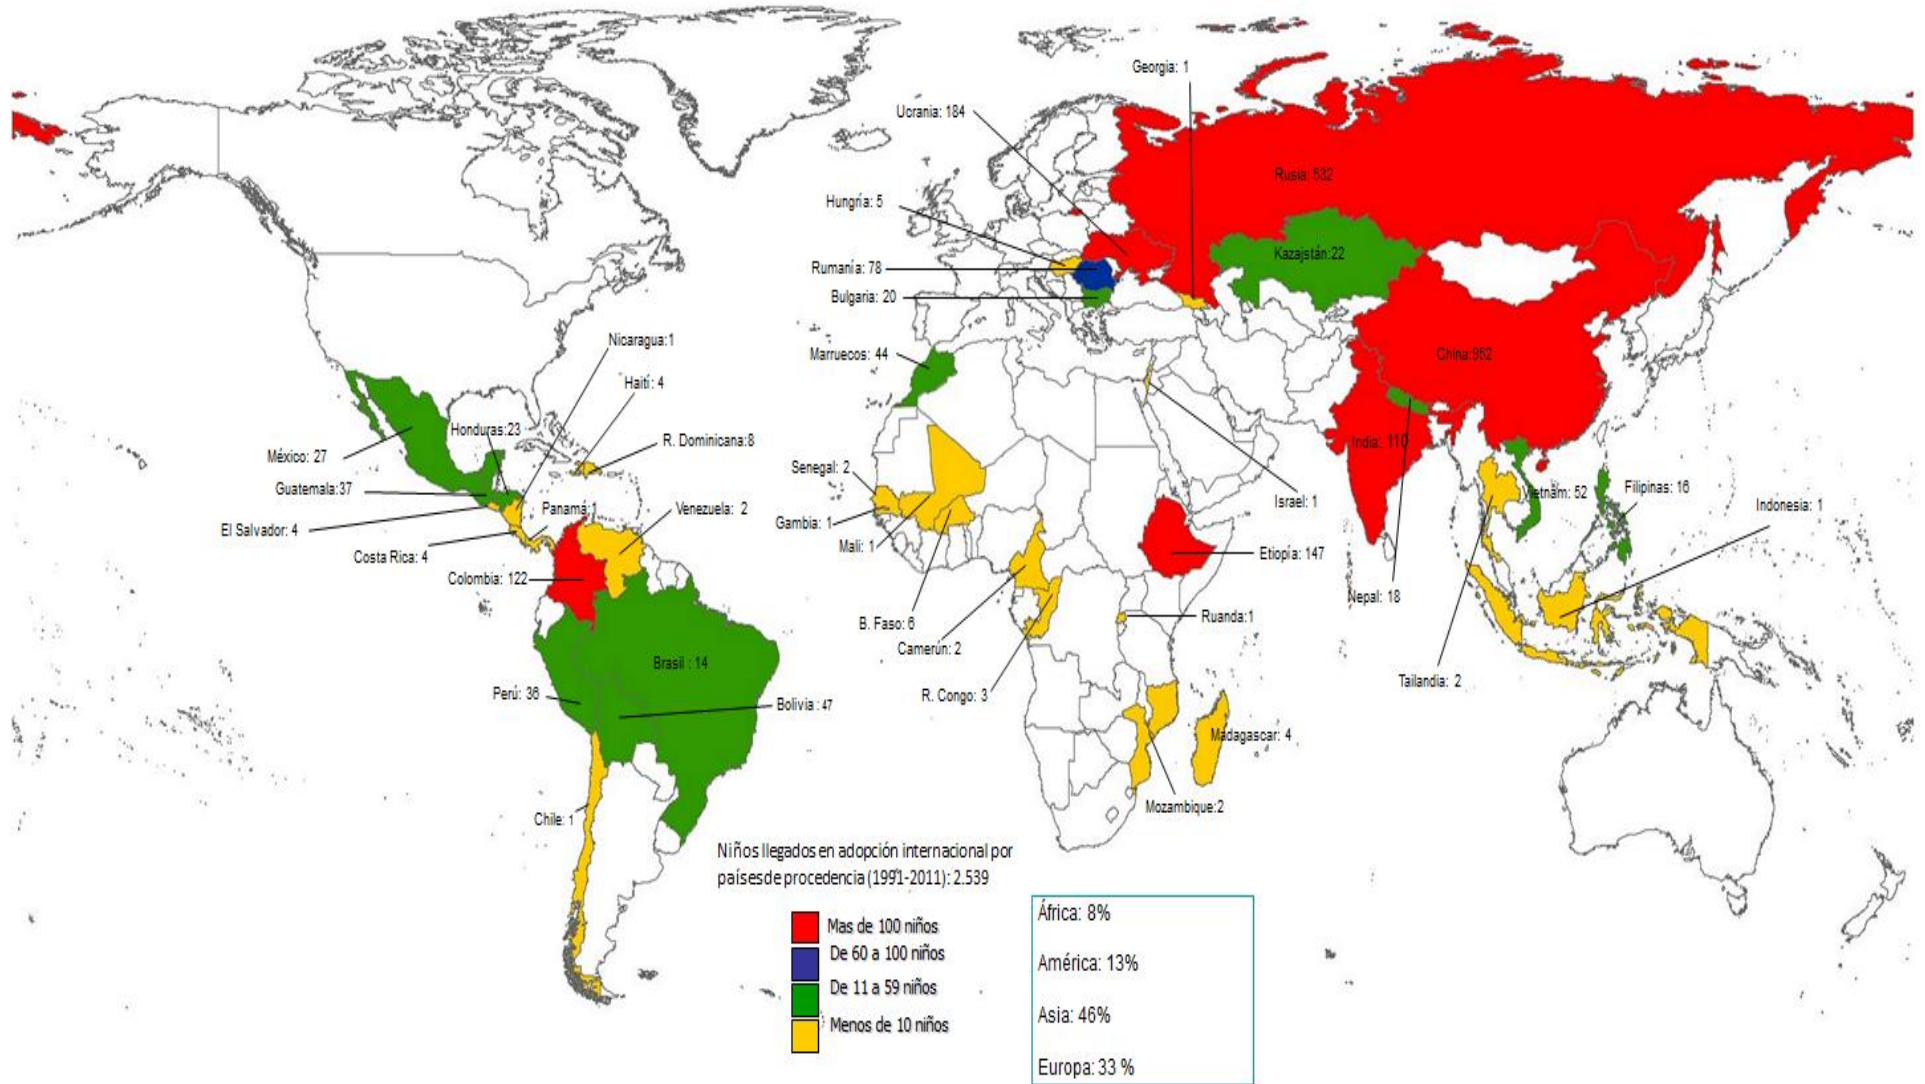 Georgia: 1
Ucrania: 184
Rusia: 532
Hungría: 5
Kazajstán:22
Rumanía: 78
Bulgaria: 20
Nicaragua:1
Marruecos: 44
China:952
Haití: 4
Honduras:23
R. Dominicana:8
India: 110
México: 27
Senegal: 2
Guatemala:37
Israel: 1
Vietnam: 52
Filipinas: 16
Panamá:1
Venezuela: 2
Indonesia: 1
Gambia: 1
El Salvador: 4
Mali: 1
Costa Rica: 4
Etiopía: 147
Colombia: 122
Nepal: 18
Ruanda:1
B. Faso: 6
Camerún: 2
Brasil : 14
Tailandia: 2
Perú: 36
R. Congo: 3
Bolivia : 47
Madagascar: 4
Mozambique:2
Chile: 1
Niños llegados en adopción internacional por
países de procedencia (1991-2011): 2.539
Mas de 100 niños
De 60 a 100 niños
De 11 a 59 niños
Menos de 10 niños
África: 8%
América: 13%
Asia: 46%
Europa: 33 %